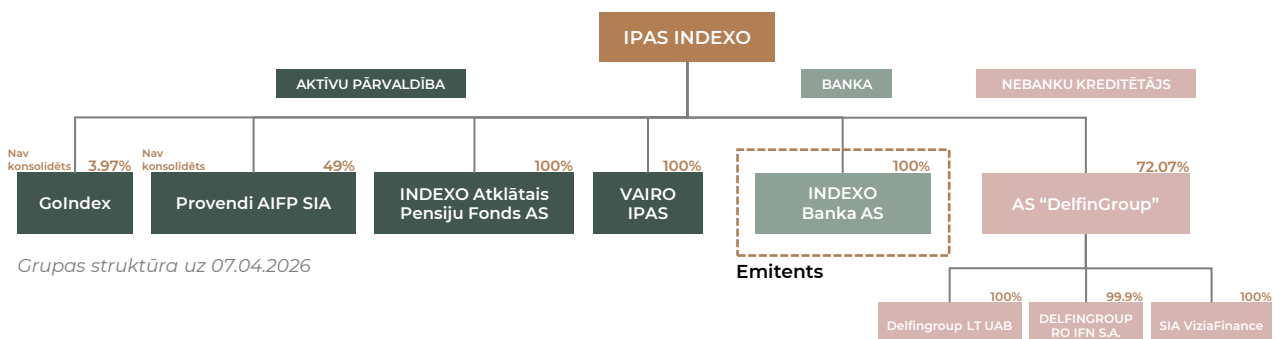 IPAS INDEXO
AKTĪVU PĀRVALDĪBA
BANKA
NEBANKU KREDITĒTĀJS
Nav
konsolidēts
3.97%
Nav
konsolidēts
49%
100%
100%
100%
72.07%
GoIndex
Provendi AIFP SIA
INDEXO Atklātais
Pensiju Fonds AS
VAIRO
IPAS
INDEXO
Banka AS
AS “DelfinGroup”
Grupas struktūra uz 07.04.2026
Emitents
100%
99.9%
100%
Delfingroup LT UAB
DELFINGROUP
RO IFN S.A.
SIA ViziaFinance